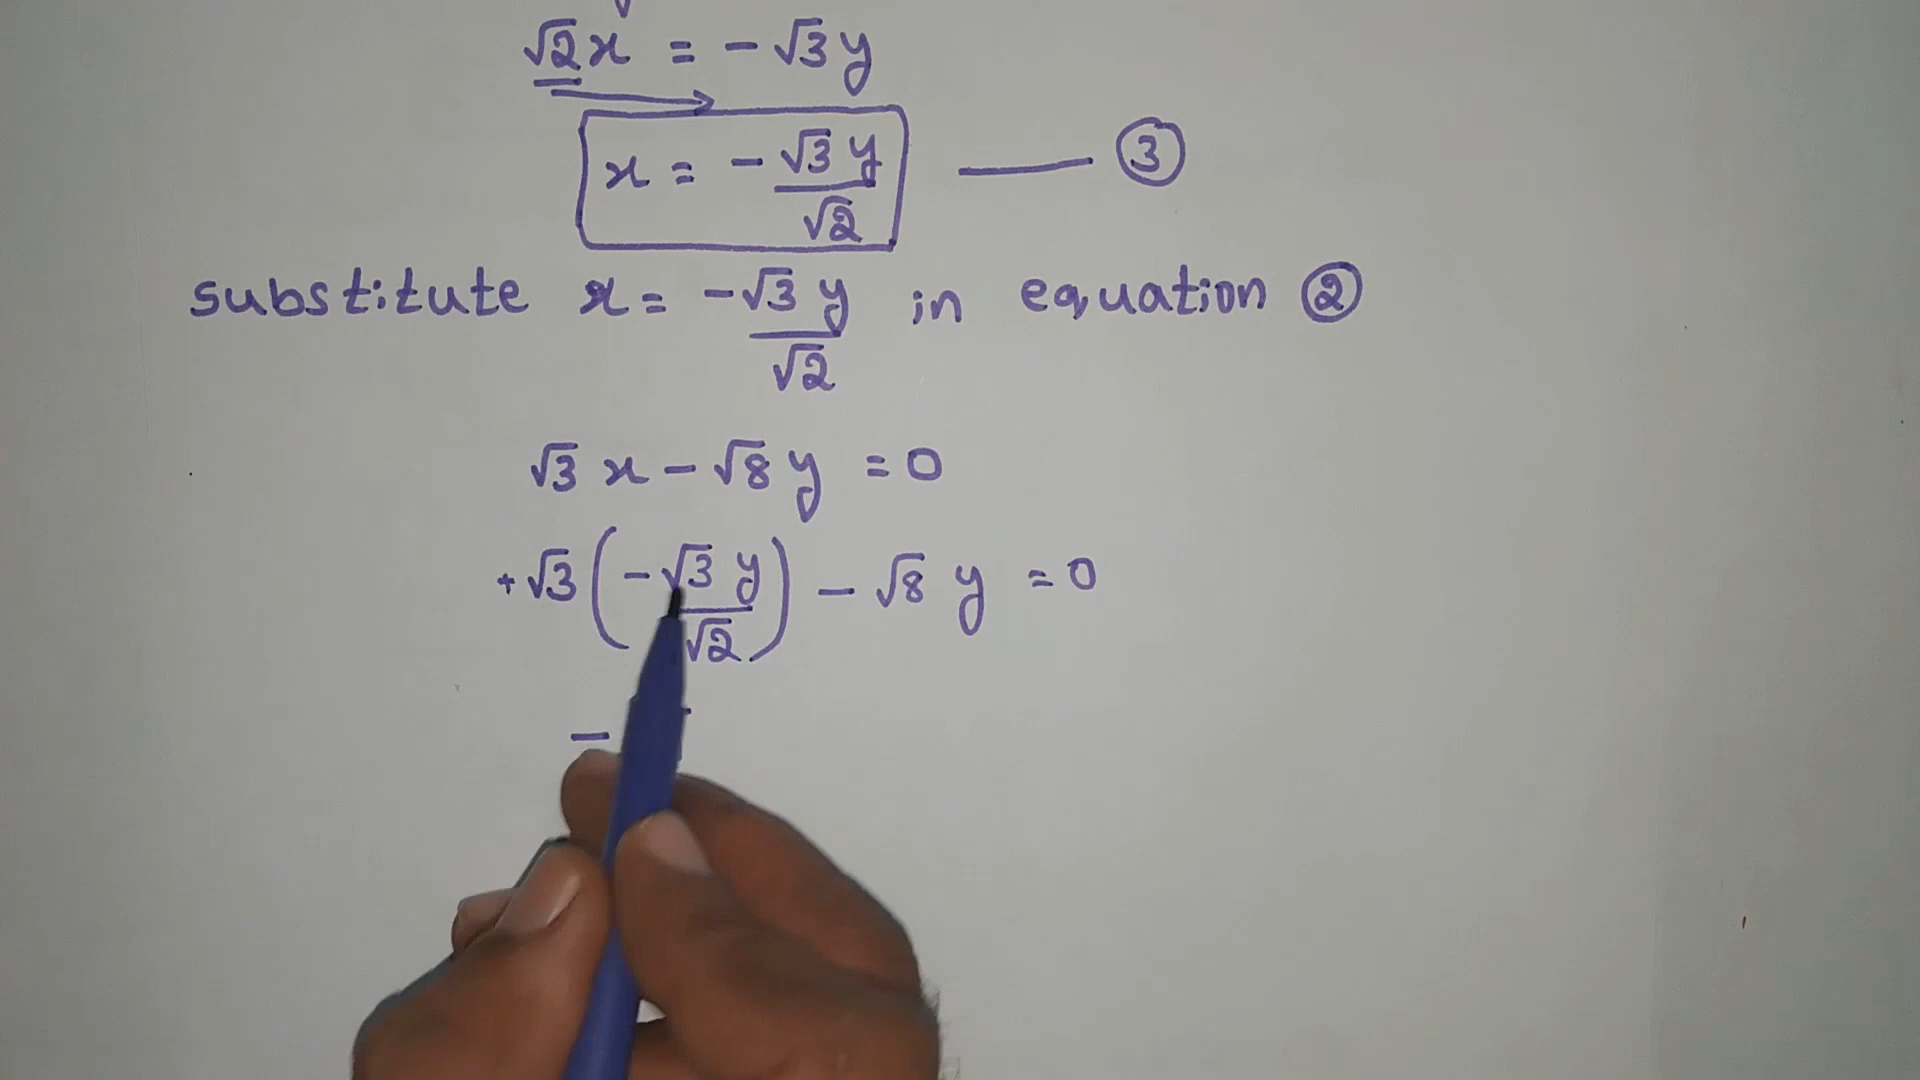 √2x = -√3y
x = -√3y/√2 —— ③
substitute x = -√3y/√2 in equation ②
√3x - √8y = 0
+√3(-√3y/√2) - √8y = 0
-